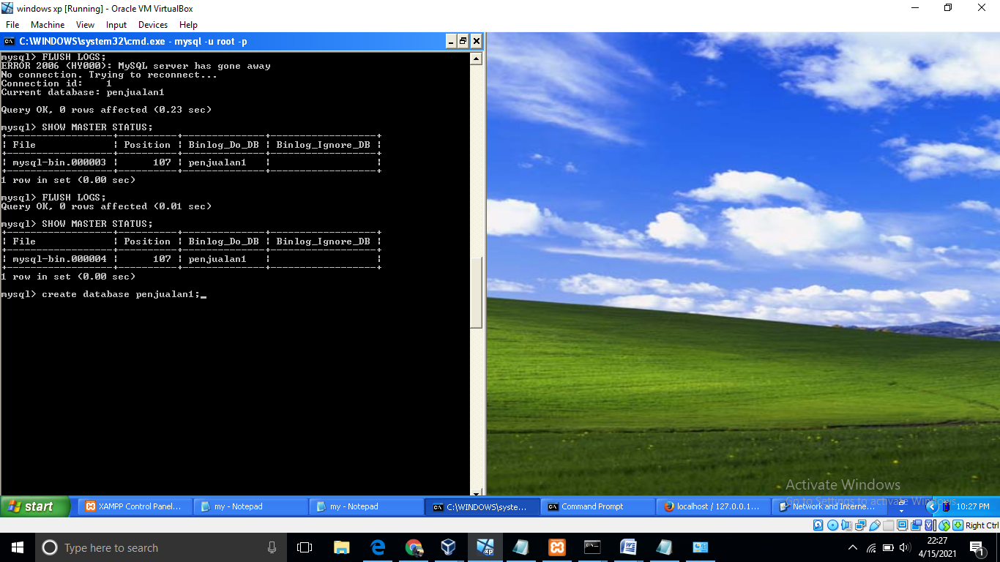 windows xp [Running] - Oracle VM VirtualBox
File Machine View Input Devices Help
C:\WINDOWS\system32\cmd.exe - mysql -u root -p
mysql> FLUSH LOGS;
ERROR 2006 (HY000): MySQL server has gone away
No connection. Trying to reconnect...
Connection id: 1
Current database: penjualan1
Query OK, 0 rows affected (0.23 sec)
mysql> SHOW MASTER STATUS;
+------------------+----------+--------------+------------------+
| File | Position | Binlog_Do_DB | Binlog_Ignore_DB |
+------------------+----------+--------------+------------------+
| mysql-bin.000003 | 107 | penjualan1 | |
+------------------+----------+--------------+------------------+
1 row in set (0.00 sec)
mysql> FLUSH LOGS;
Query OK, 0 rows affected (0.01 sec)
mysql> SHOW MASTER STATUS;
+------------------+----------+--------------+------------------+
| File | Position | Binlog_Do_DB | Binlog_Ignore_DB |
+------------------+----------+--------------+------------------+
| mysql-bin.000004 | 107 | penjualan1 | |
+------------------+----------+--------------+------------------+
1 row in set (0.00 sec)
mysql> create database penjualan1;_
Activate Windows
Go to Settings to activate Windows.
start XAMPP Control Panel... my - Notepad my - Notepad C:\WINDOWS\syste... Command Prompt localhost / 127.0.0.1... Network and Interne... 10:27 PM
Right Ctrl
Type here to search
22:27
4/15/2021
1